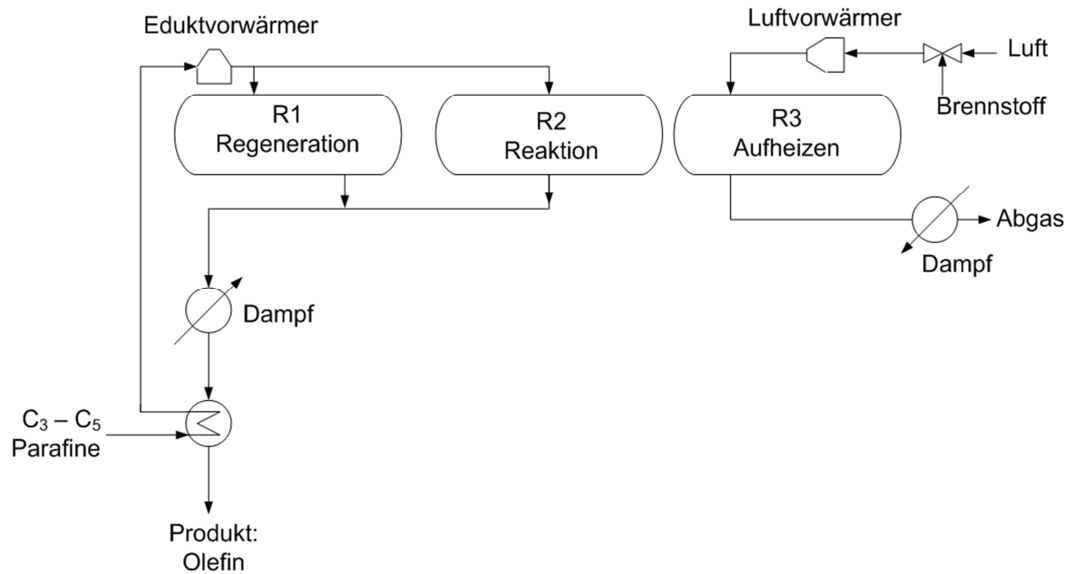 Eduktvorwärmer
Luftvorwärmer
Luft
Brennstoff
R1
Regeneration
R2
Reaktion
R3
Aufheizen
Abgas
Dampf
Dampf
C₃ – C₅
Parafine
Produkt:
Olefin